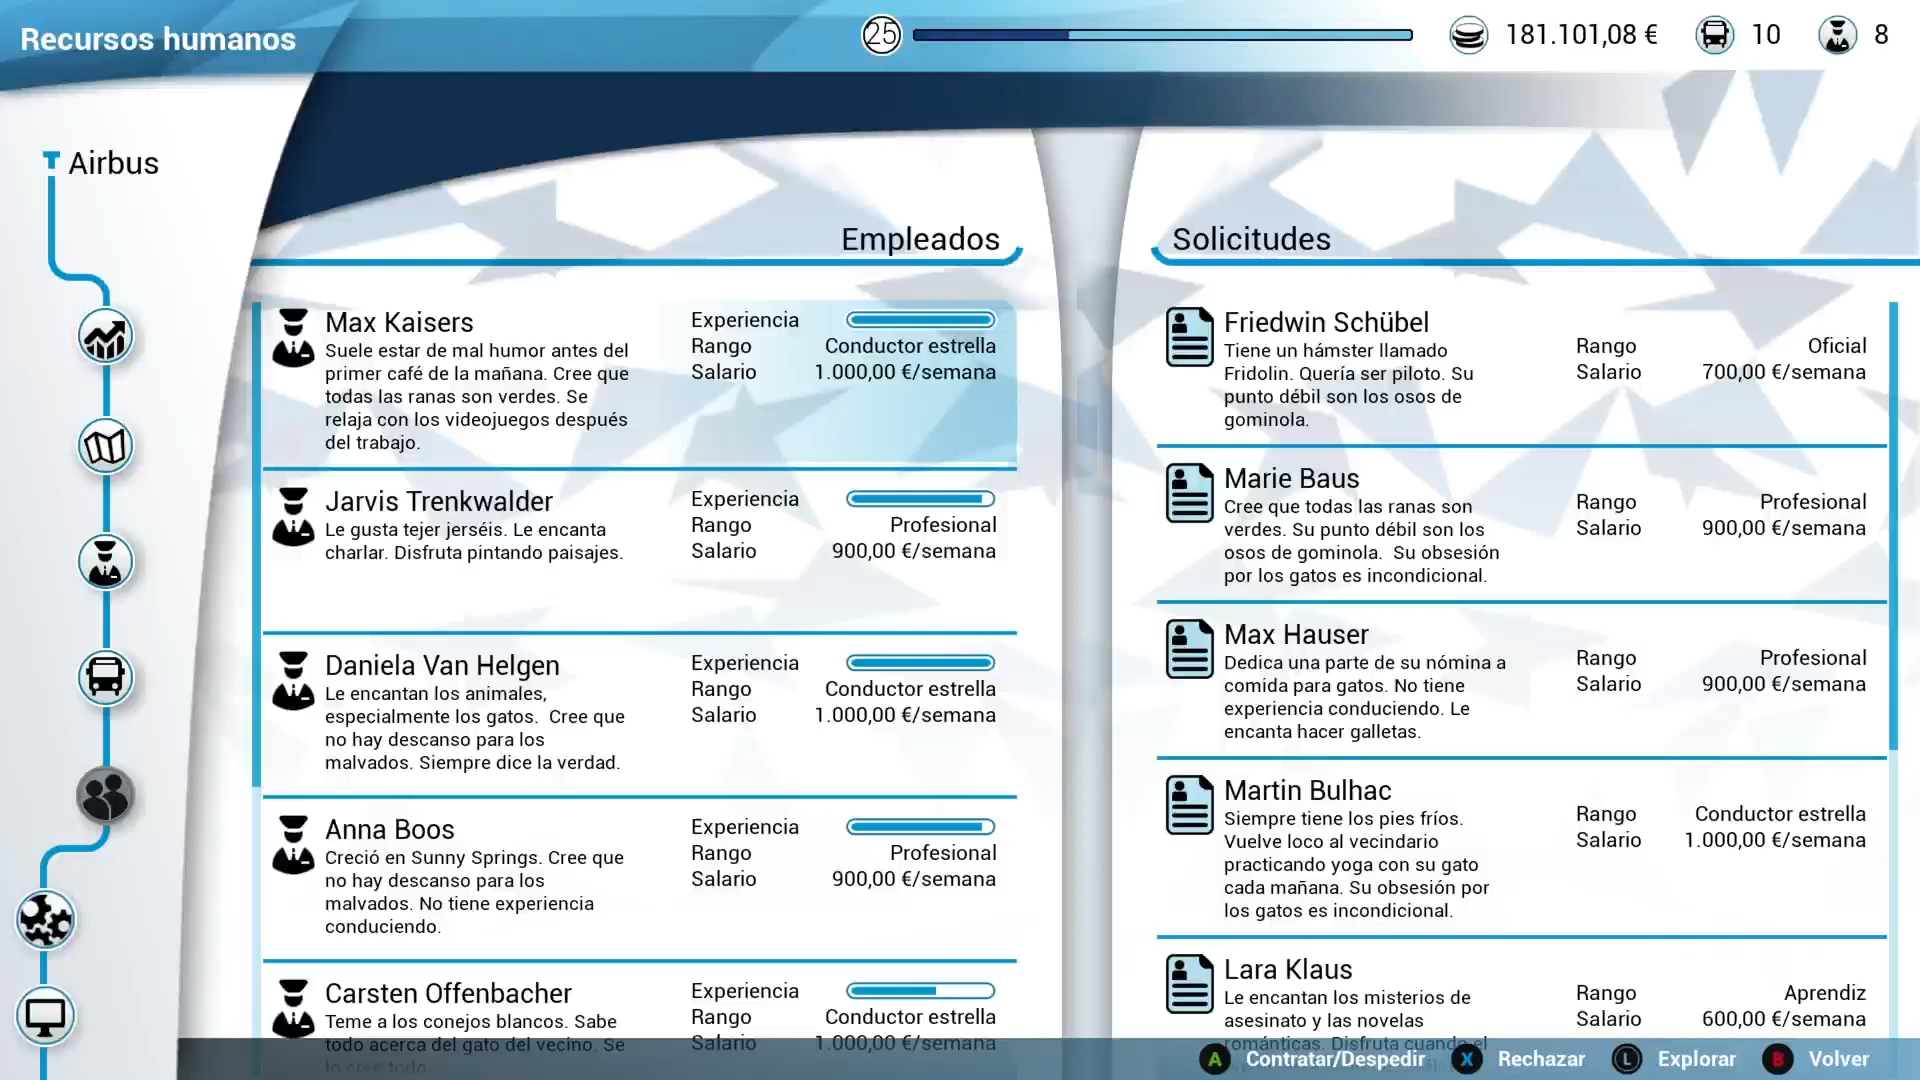 Recursos humanos
25
181.101,08 €
10
8
Airbus
Empleados
Max Kaisers
Suele estar de mal humor antes del
primer café de la mañana. Cree que
todas las ranas son verdes. Se
relaja con los videojuegos después
del trabajo.
Experiencia
Rango Conductor estrella
Salario 1.000,00 €/semana
Jarvis Trenkwalder
Le gusta tejer jerséis. Le encanta
charlar. Disfruta pintando paisajes.
Experiencia
Rango Profesional
Salario 900,00 €/semana
Daniela Van Helgen
Le encantan los animales,
especialmente los gatos. Cree que
no hay descanso para los
malvados. Siempre dice la verdad.
Experiencia
Rango Conductor estrella
Salario 1.000,00 €/semana
Anna Boos
Creció en Sunny Springs. Cree que
no hay descanso para los
malvados. No tiene experiencia
conduciendo.
Experiencia
Rango Profesional
Salario 900,00 €/semana
Carsten Offenbacher
Teme a los conejos blancos. Sabe
todo acerca del gato del vecino. Se
lo cree todo.
Experiencia
Rango Conductor estrella
Salario 1.000,00 €/semana
Solicitudes
Friedwin Schübel
Tiene un hámster llamado
Fridolin. Quería ser piloto. Su
punto débil son los osos de
gominola.
Rango Oficial
Salario 700,00 €/semana
Marie Baus
Cree que todas las ranas son
verdes. Su punto débil son los
osos de gominola. Su obsesión
por los gatos es incondicional.
Rango Profesional
Salario 900,00 €/semana
Max Hauser
Dedica una parte de su nómina a
comida para gatos. No tiene
experiencia conduciendo. Le
encanta hacer galletas.
Rango Profesional
Salario 900,00 €/semana
Martin Bulhac
Siempre tiene los pies fríos.
Vuelve loco al vecindario
practicando yoga con su gato
cada mañana. Su obsesión por
los gatos es incondicional.
Rango Conductor estrella
Salario 1.000,00 €/semana
Lara Klaus
Le encantan los misterios de
asesinato y las novelas
románticas. Disfruta cuando el
Rango Aprendiz
Salario 600,00 €/semana
A Contratar/Despedir
X Rechazar
L Explorar
B Volver